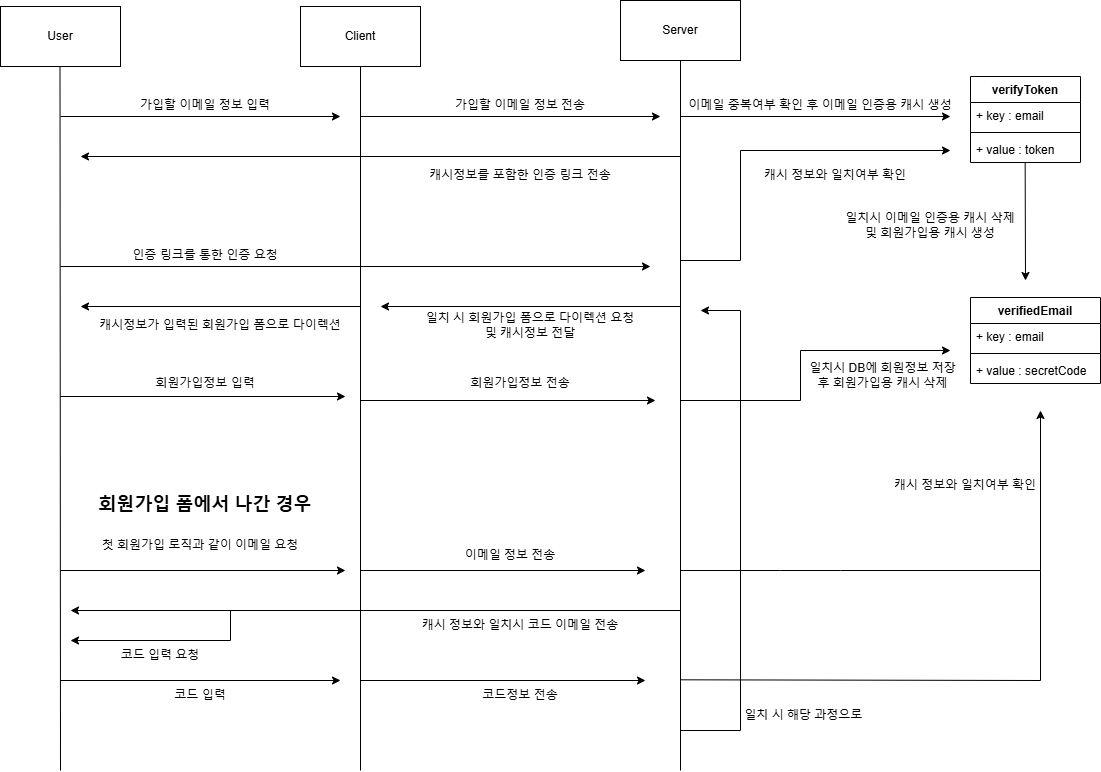 User
Client
Server
가입할 이메일 정보 입력
가입할 이메일 정보 전송
이메일 중복여부 확인 후 이메일 인증용 캐시 생성
verifyToken
+ key : email
+ value : token
캐시정보를 포함한 인증 링크 전송
캐시 정보와 일치여부 확인
일치시 이메일 인증용 캐시 삭제
및 회원가입용 캐시 생성
인증 링크를 통한 인증 요청
캐시정보가 입력된 회원가입 폼으로 다이렉션
일치 시 회원가입 폼으로 다이렉션 요청
및 캐시정보 전달
verifiedEmail
+ key : email
+ value : secretCode
회원가입정보 입력
회원가입정보 전송
일치시 DB에 회원정보 저장
후 회원가입용 캐시 삭제
캐시 정보와 일치여부 확인
회원가입 폼에서 나간 경우
첫 회원가입 로직과 같이 이메일 요청
이메일 정보 전송
캐시 정보와 일치시 코드 이메일 전송
코드 입력 요청
코드 입력
코드정보 전송
일치 시 해당 과정으로